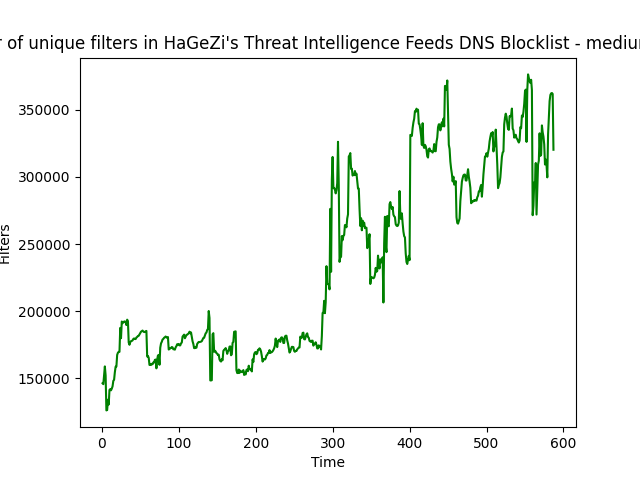 of unique filters in HaGeZi's Threat Intelligence Feeds DNS Blocklist -
350000
300000
250000
200000
150000
Filters
0 100 200 300 400 500 600
Time